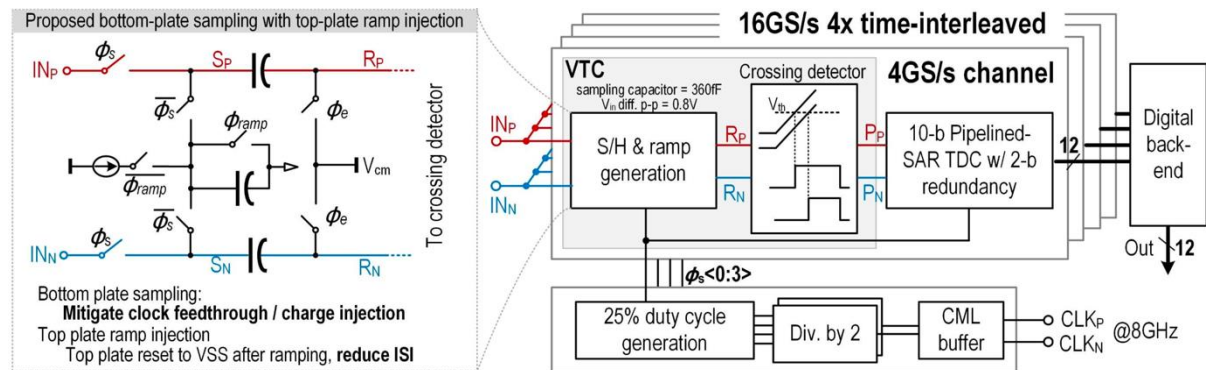 Proposed bottom-plate sampling with top-plate ramp injection
ϕs
INP
SP
RP
ϕs
ϕramp
ϕe
ϕramp
Vcm
ϕs
ϕe
ϕs
INN
SN
RN
To crossing detector
Bottom plate sampling:
Mitigate clock feedthrough / charge injection
Top plate ramp injection
Top plate reset to VSS after ramping, reduce ISI
16GS/s 4x time-interleaved
VTC
Crossing detector
4GS/s channel
sampling capacitor = 360fF
Vin diff. p-p = 0.8V
Vth
INP
INN
S/H & ramp
generation
RP
RN
PP
PN
10-b Pipelined-
SAR TDC w/ 2-b
redundancy
12
Digital
back-
end
Out
12
ϕs<0:3>
25% duty cycle
generation
Div. by 2
CML
buffer
CLKP
CLKN
@8GHz